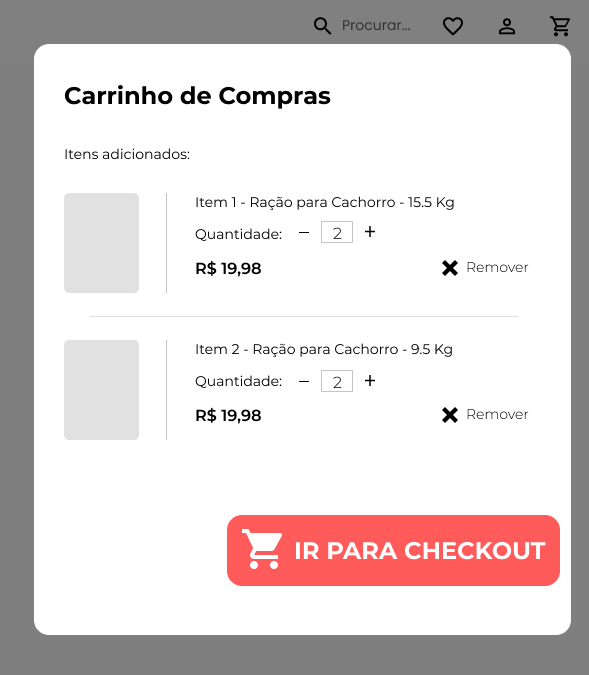 Procurar...
Carrinho de Compras
Itens adicionados:
Item 1 - Ração para Cachorro - 15.5 Kg
Quantidade: — 2 +
R$ 19,98 Remover
Item 2 - Ração para Cachorro - 9.5 Kg
Quantidade: — 2 +
R$ 19,98 Remover
IR PARA CHECKOUT